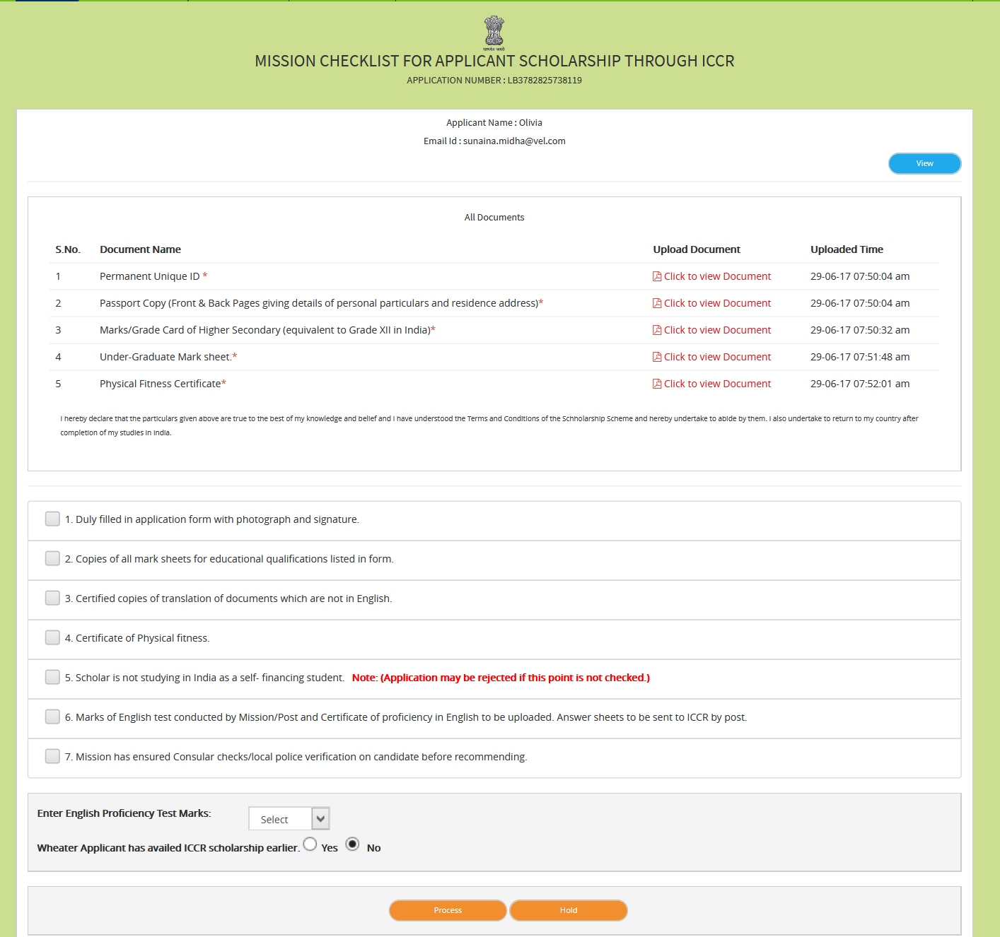 सत्यमेव जयते
MISSION CHECKLIST FOR APPLICANT SCHOLARSHIP THROUGH ICCR
APPLICATION NUMBER : LB3782825738119
Applicant Name : Olivia
Email Id : sunaina.midha@vel.com
View
All Documents
S.No. Document Name Upload Document Uploaded Time
1 Permanent Unique ID * Click to view Document 29-06-17 07:50:04 am
2 Passport Copy (Front & Back Pages giving details of personal particulars and residence address)* Click to view Document 29-06-17 07:50:04 am
3 Marks/Grade Card of Higher Secondary (equivalent to Grade XII in India)* Click to view Document 29-06-17 07:50:32 am
4 Under-Graduate Mark sheet.* Click to view Document 29-06-17 07:51:48 am
5 Physical Fitness Certificate* Click to view Document 29-06-17 07:52:01 am
I hereby declare that the particulars given above are true to the best of my knowledge and belief and I have understood the Terms and Conditions of the Schholarship Scheme and hereby undertake to abide by them. I also undertake to return to my country after
completion of my studies in India.
1. Duly filled in application form with photograph and signature.
2. Copies of all mark sheets for educational qualifications listed in form.
3. Certified copies of translation of documents which are not in English.
4. Certificate of Physical fitness.
5. Scholar is not studying in India as a self- financing student. Note: (Application may be rejected if this point is not checked.)
6. Marks of English test conducted by Mission/Post and Certificate of proficiency in English to be uploaded. Answer sheets to be sent to ICCR by post.
7. Mission has ensured Consular checks/local police verification on candidate before recommending.
Enter English Proficiency Test Marks: Select
Wheater Applicant has availed ICCR scholarship earlier. Yes No
Process Hold